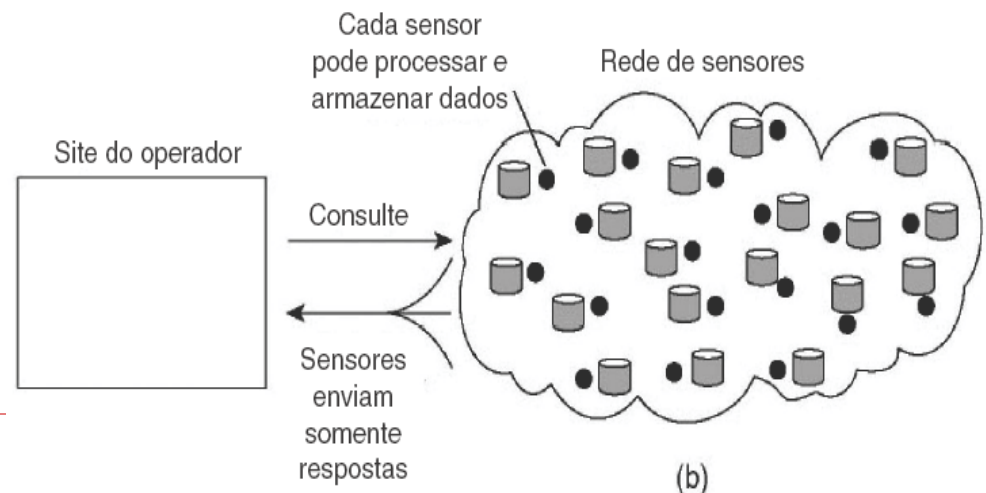 Cada sensor
pode processar e
armazenar dados
Rede de sensores
Site do operador
Consulte
Sensores
enviam
somente
respostas
(b)